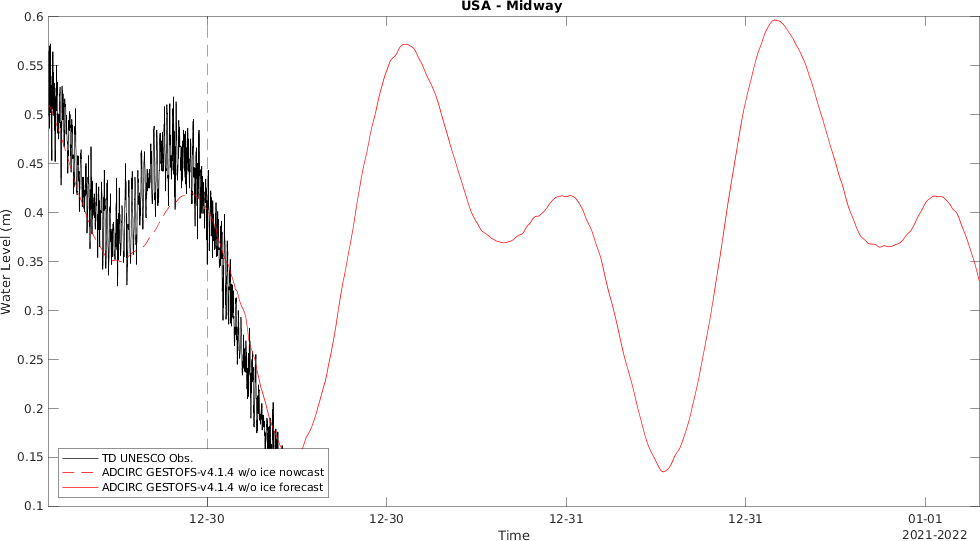 USA - Midway
0.6
0.55
0.5
0.45
0.4
0.35
0.3
0.25
0.2
0.15
0.1
Water Level (m)
TD UNESCO Obs.
ADCIRC GESTOFS-v4.1.4 w/o ice nowcast
ADCIRC GESTOFS-v4.1.4 w/o ice forecast
12-30 12-30 12-31 12-31 01-01
Time
2021-2022